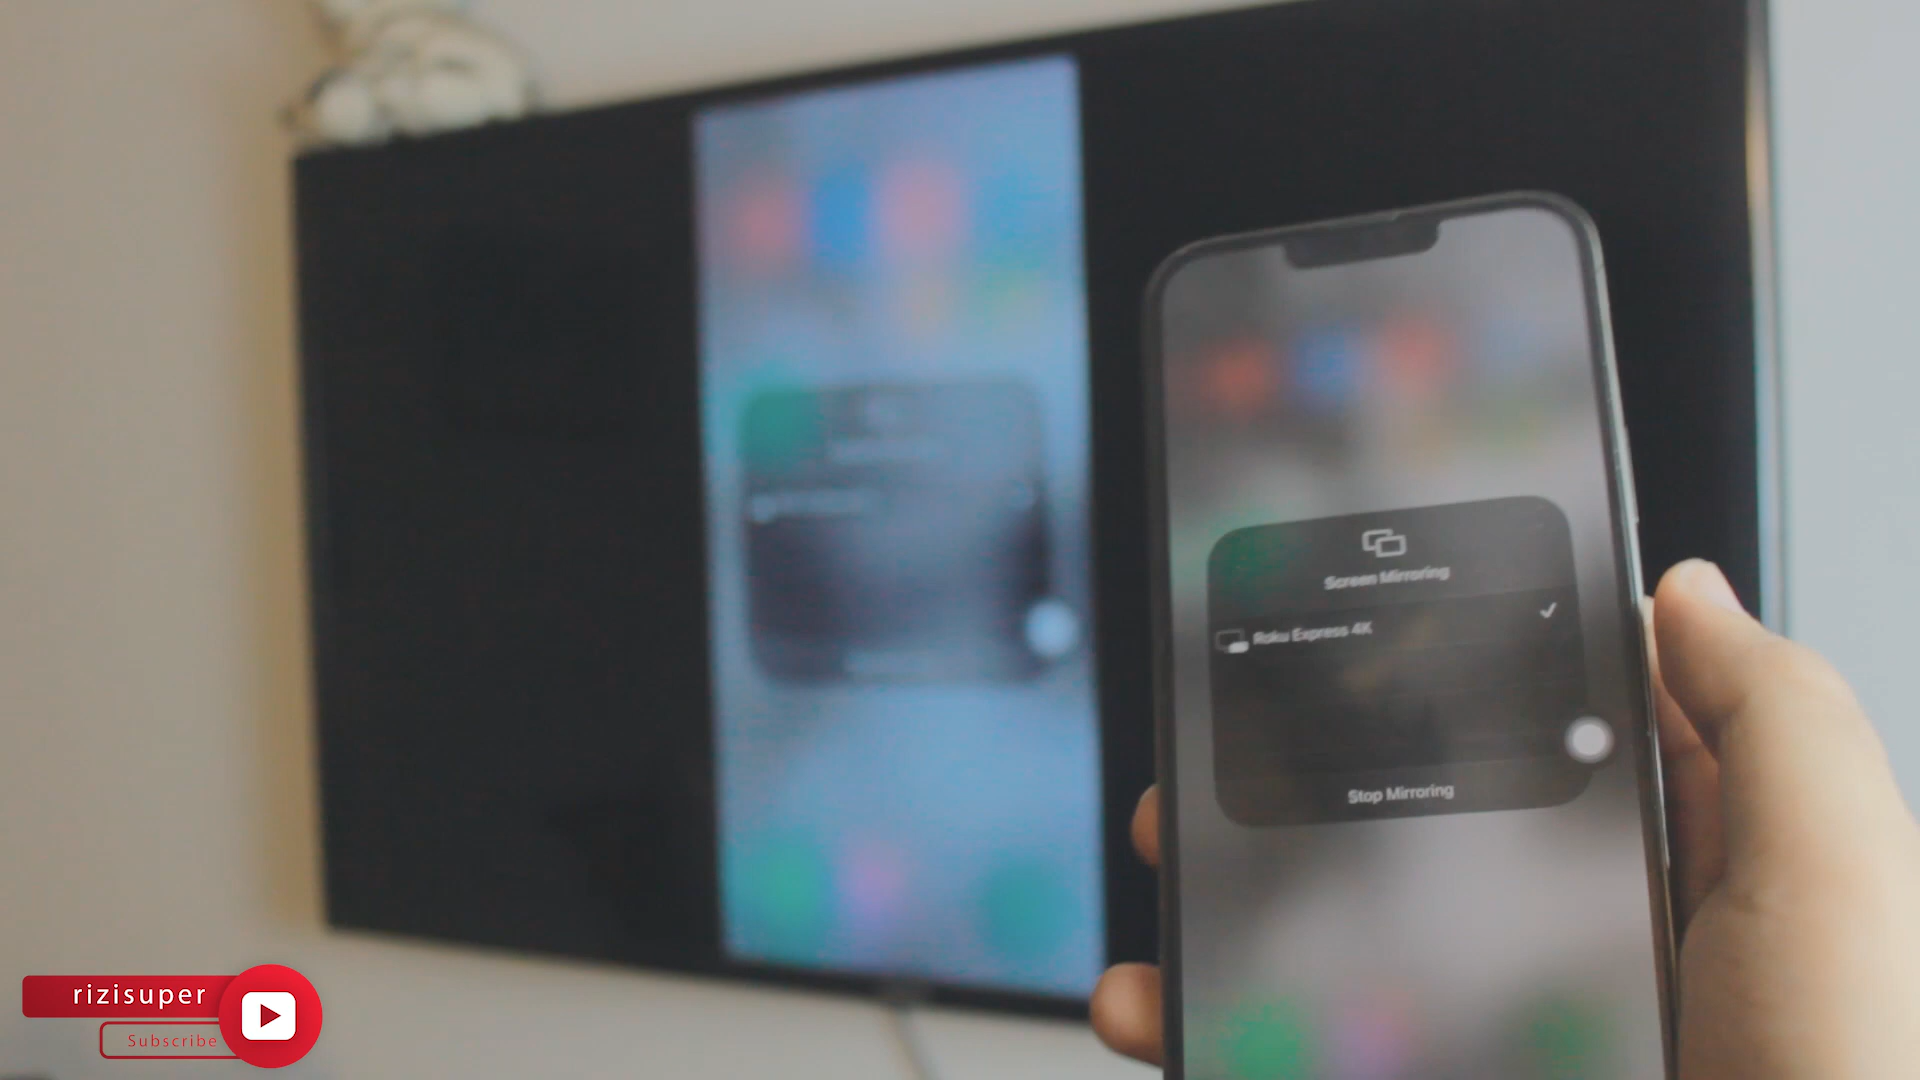 Screen Mirroring
Roku Express 4K
Stop Mirroring
rizisuper
Subscribe